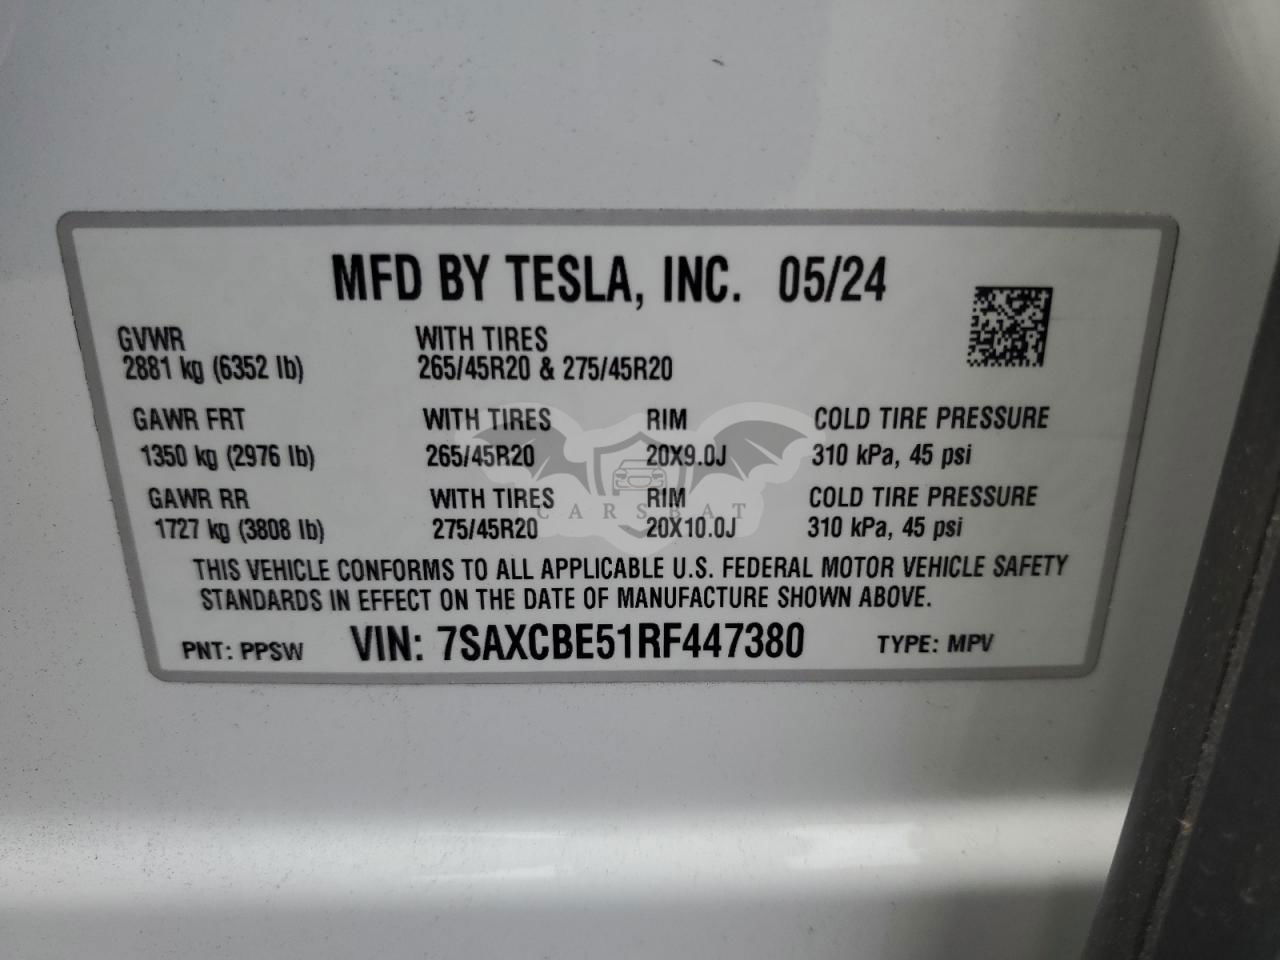 MFD BY TESLA, INC. 05/24
GVWR WITH TIRES
2881 kg (6352 lb) 265/45R20 & 275/45R20
GAWR FRT WITH TIRES RIM COLD TIRE PRESSURE
1350 kg (2976 lb) 265/45R20 20X9.0J 310 kPa, 45 psi
GAWR RR WITH TIRES RIM COLD TIRE PRESSURE
CARSBAT
1727 kg (3808 lb) 275/45R20 20X10.0J 310 kPa, 45 psi
THIS VEHICLE CONFORMS TO ALL APPLICABLE U.S. FEDERAL MOTOR VEHICLE SAFETY
STANDARDS IN EFFECT ON THE DATE OF MANUFACTURE SHOWN ABOVE.
PNT: PPSW VIN: 7SAXCBE51RF447380 TYPE: MPV